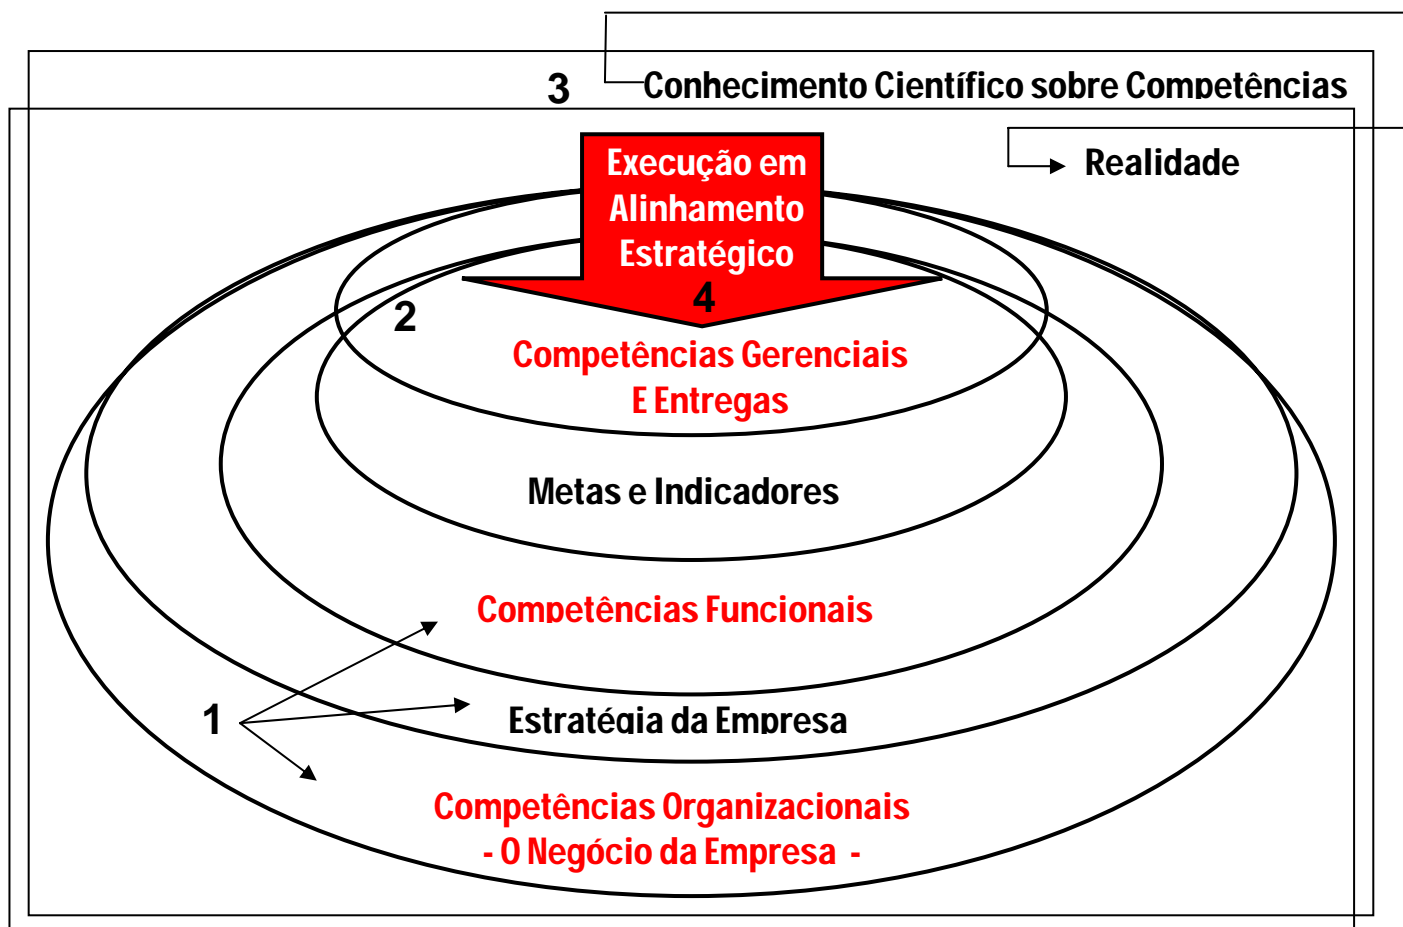 3 Conhecimento Científico sobre Competências
Realidade
Execução em
Alinhamento
Estratégico
4
2
Competências Gerenciais
E Entregas
Metas e Indicadores
Competências Funcionais
1
Estratégia da Empresa
Competências Organizacionais
- O Negócio da Empresa -